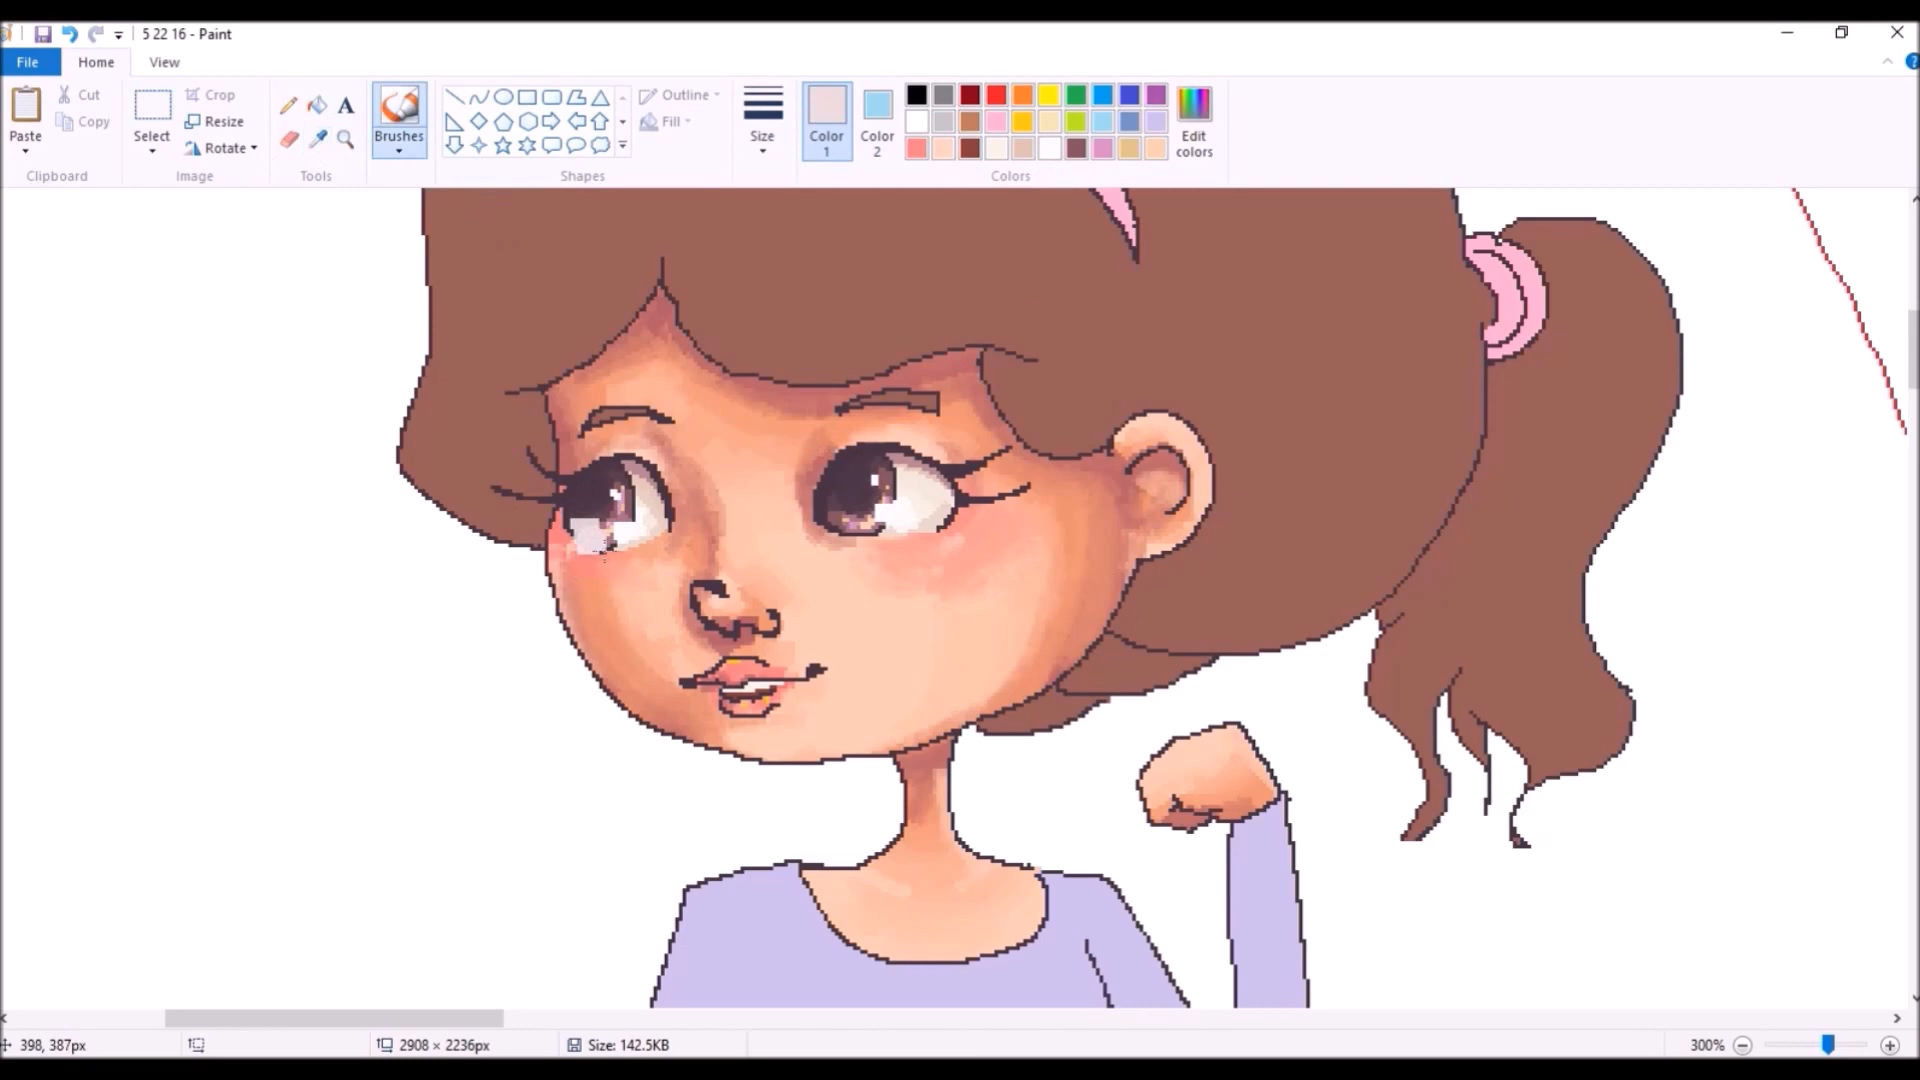 5 22 16 - Paint
File Home View
Paste
Cut
Copy
Clipboard
Select
Crop
Resize
Rotate
Image
A
Tools
Brushes
Shapes
Outline
Fill
Size
Color 1
Color 2
Edit colors
Colors
398, 387px
2908 × 2236px
Size: 142.5KB
300%